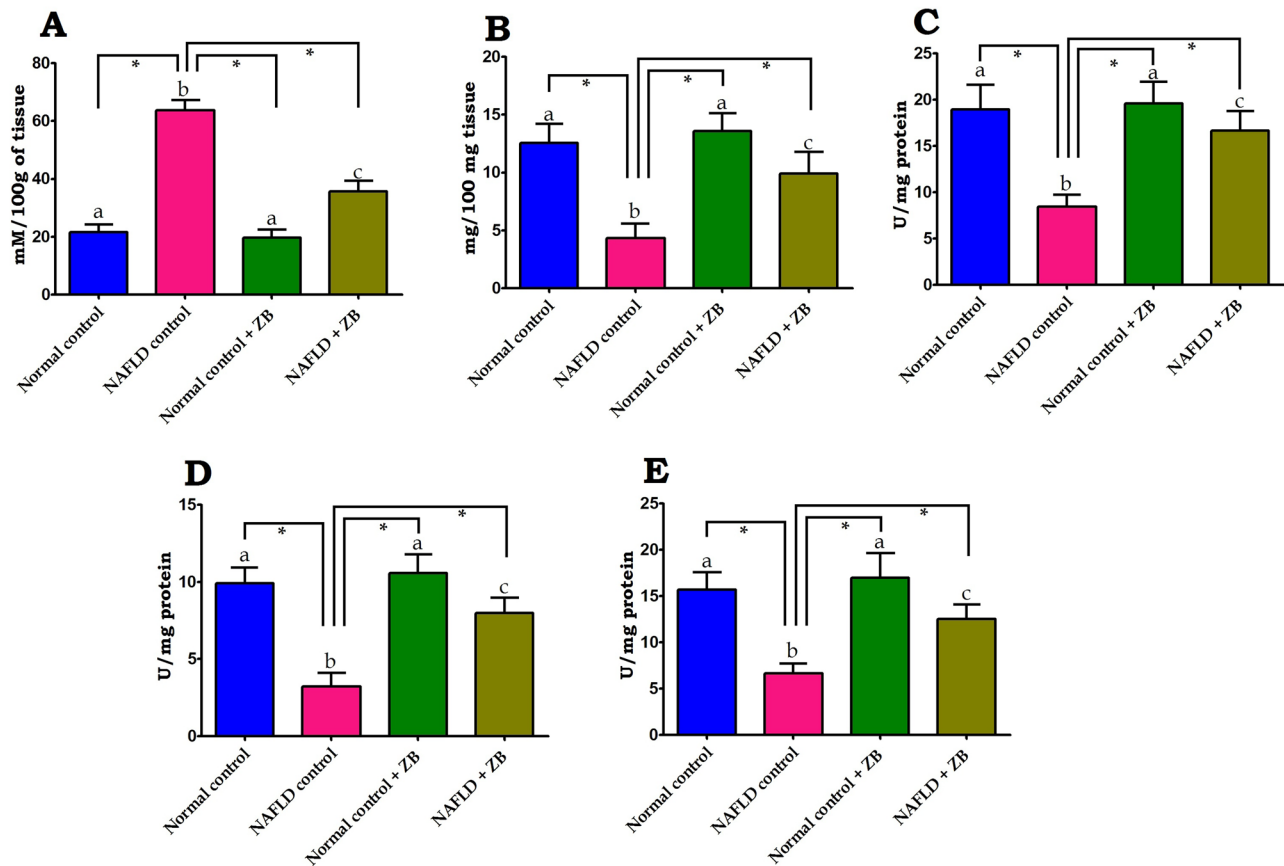 A
mM/100g of tissue
80
60
40
20
0
* * *
a b a c
Normal control
NAFLD control
Normal control + ZB
NAFLD + ZB
B
mg/100 mg tissue
20
15
10
5
0
* * *
a b a c
Normal control
NAFLD control
Normal control + ZB
NAFLD + ZB
C
U/mg protein
25
20
15
10
5
0
* * *
a b a c
Normal control
NAFLD control
Normal control + ZB
NAFLD + ZB
D
U/mg protein
15
10
5
0
* * *
a b a c
Normal control
NAFLD control
Normal control + ZB
NAFLD + ZB
E
U/mg protein
25
20
15
10
5
0
* * *
a b a c
Normal control
NAFLD control
Normal control + ZB
NAFLD + ZB